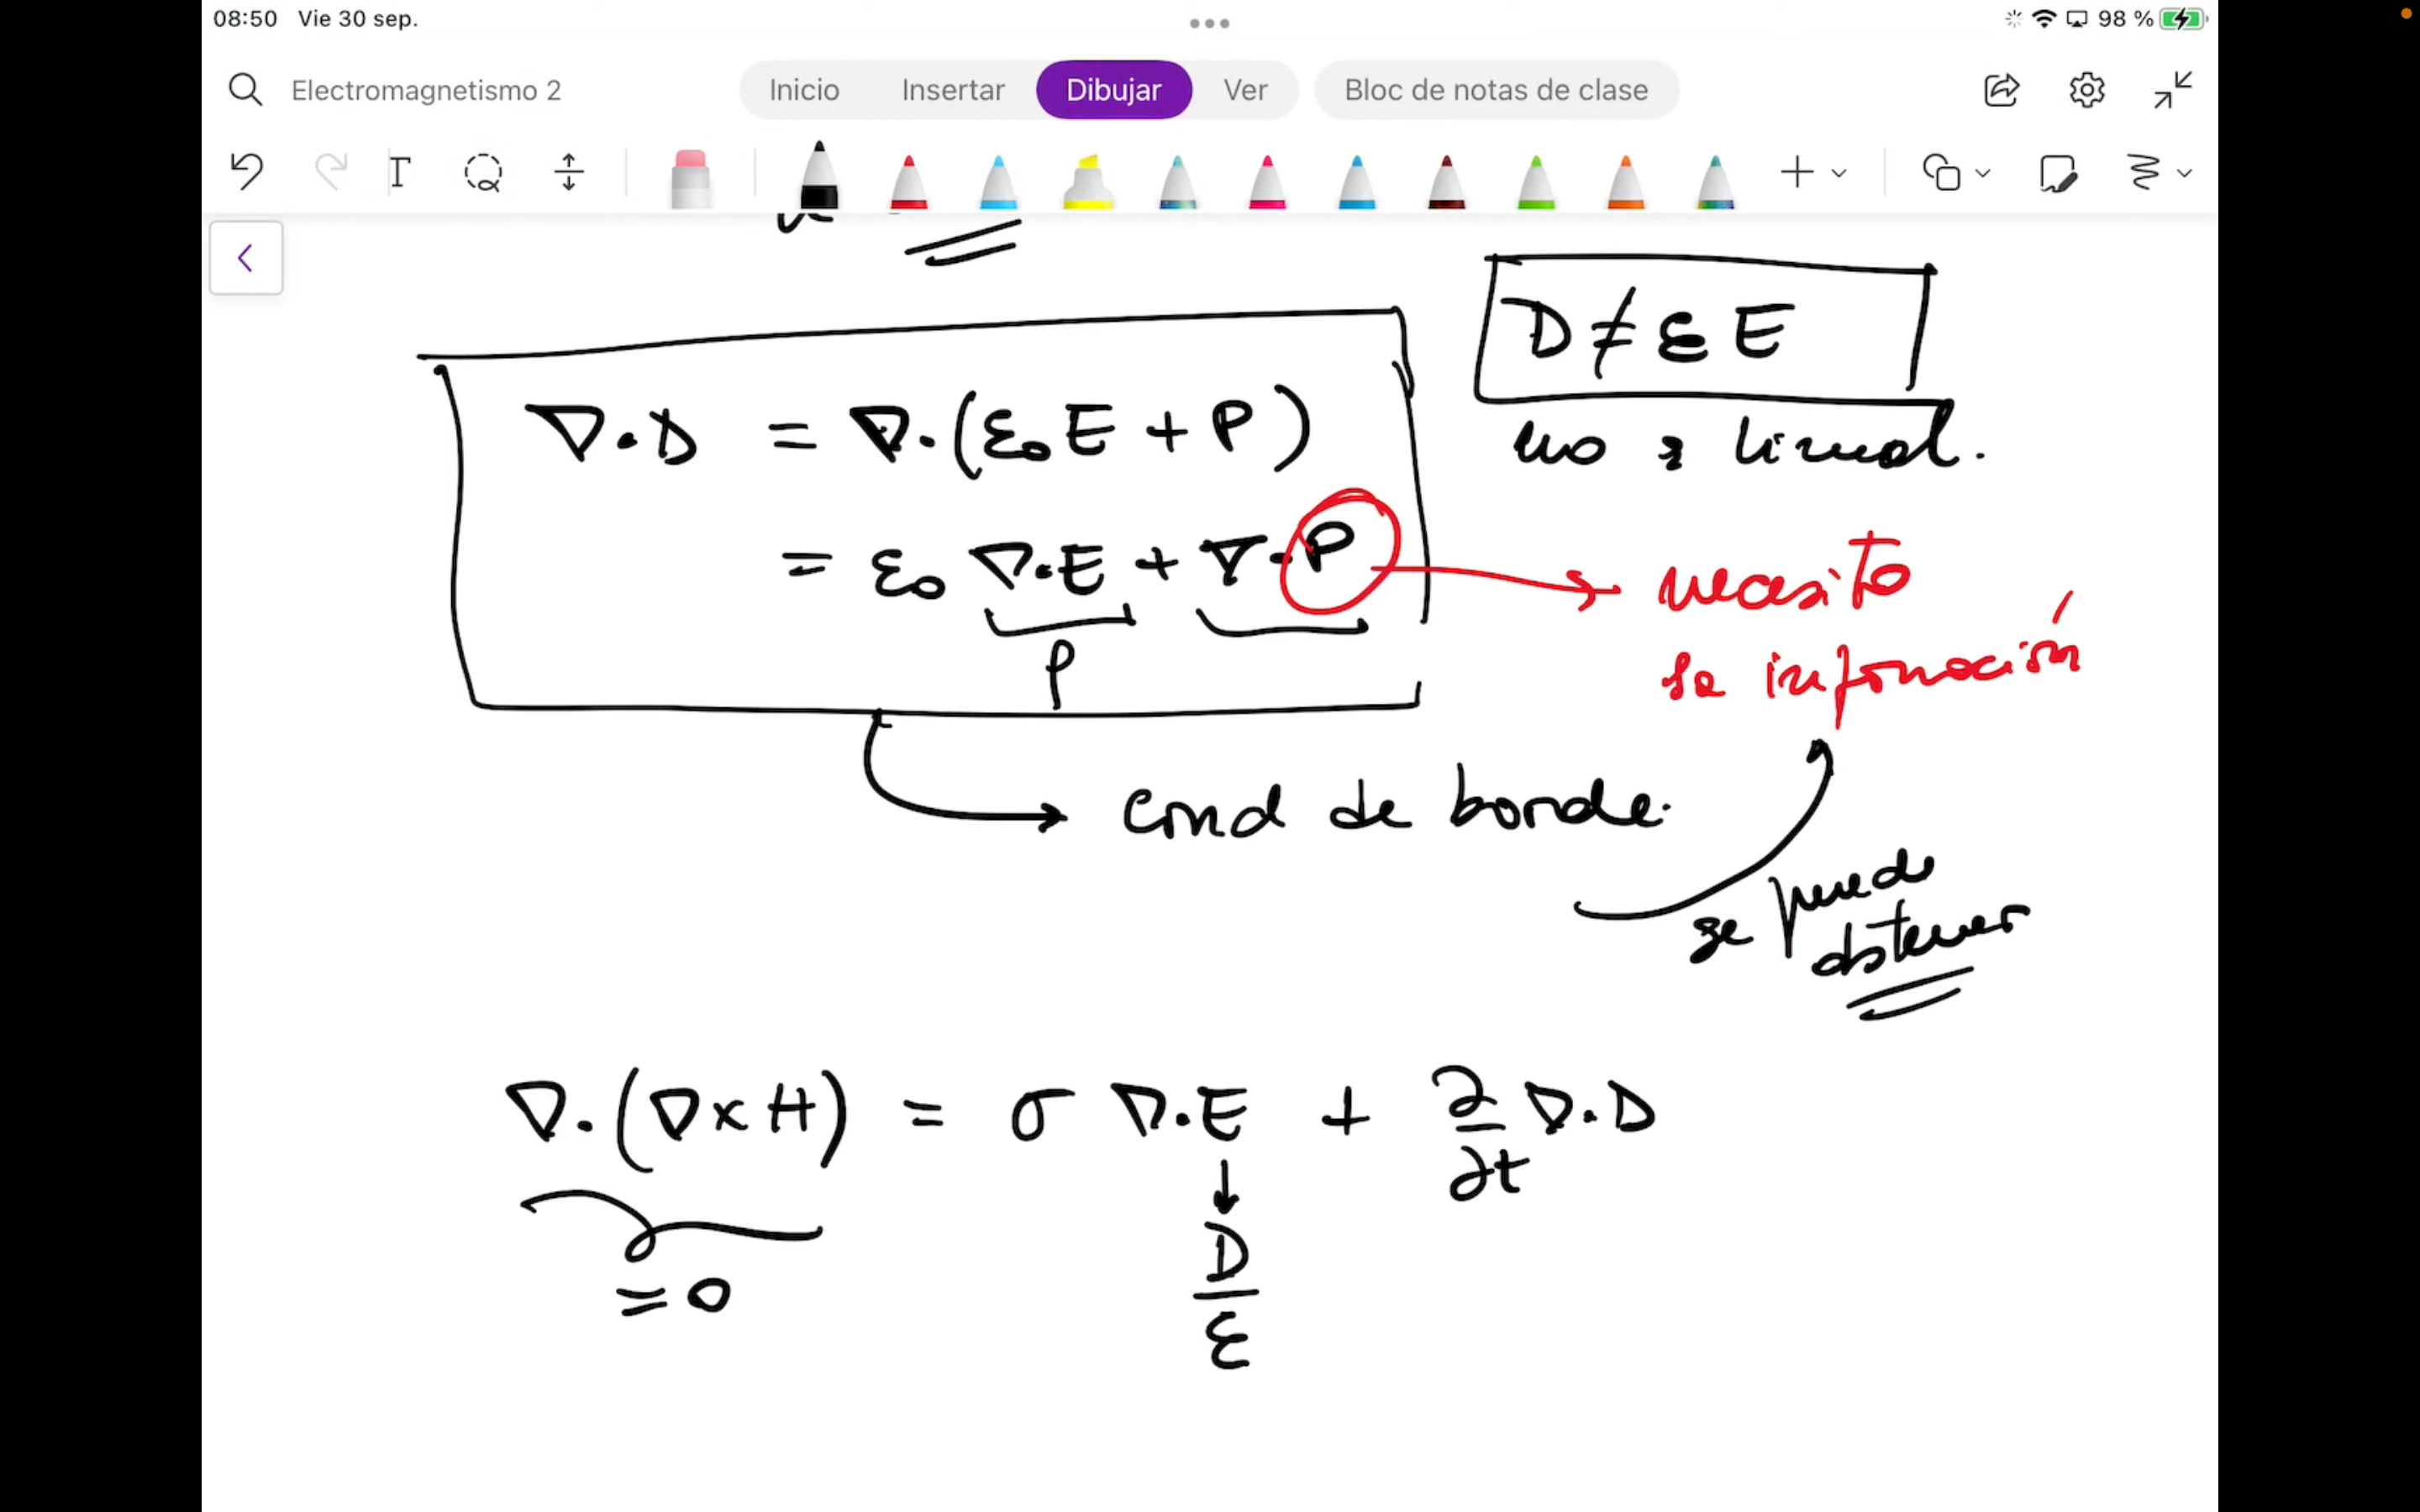 08:50 Vie 30 sep.
98 %
Electromagnetismo 2
Inicio Insertar Dibujar Ver Bloc de notas de clase
T
D ≠ ε E
∇·D = ∇·(ε₀E + P)
no es lineal.
= ε₀ ∇·E + ∇·P → necesito
la información
ρ
→ cond de borde.
se puede
obtener
∇·(∇×H) = σ ∇·E + ∂/∂t ∇·D
↓
D/ε
=0